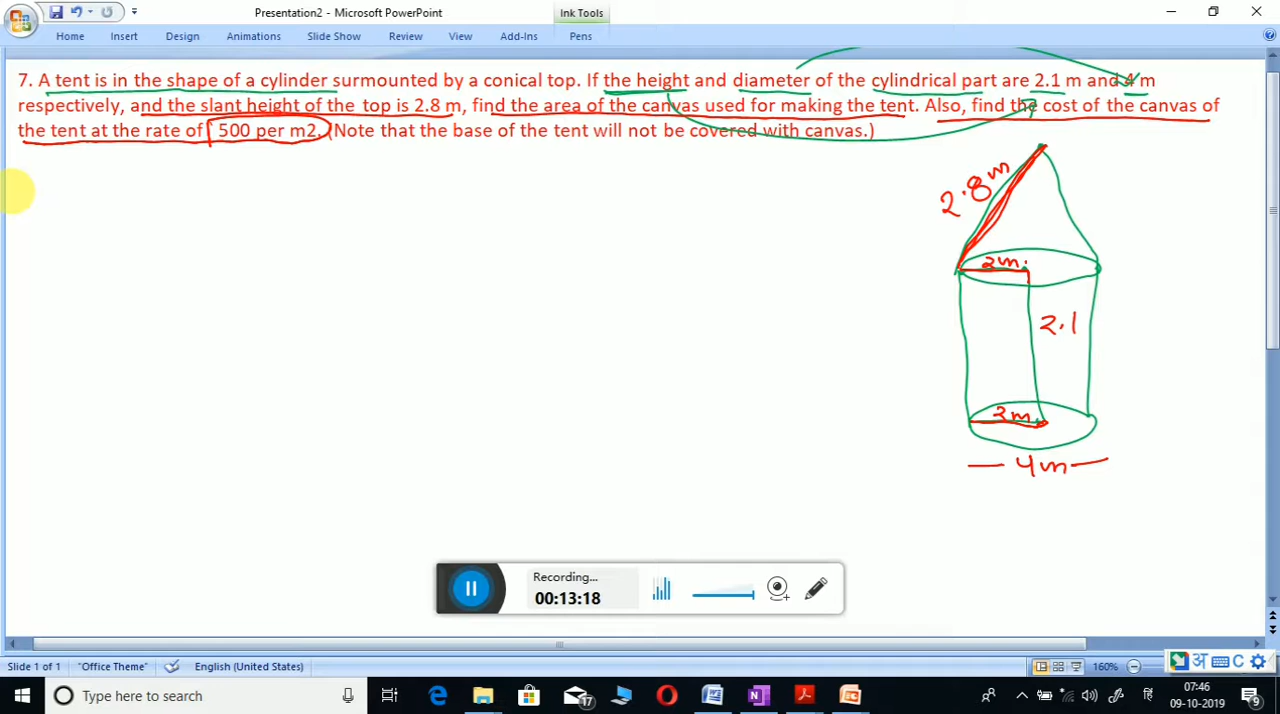 Presentation2 - Microsoft PowerPoint
Ink Tools
Home Insert Design Animations Slide Show Review View Add-Ins Pens
7. A tent is in the shape of a cylinder surmounted by a conical top. If the height and diameter of the cylindrical part are 2.1 m and 4 m
respectively, and the slant height of the top is 2.8 m, find the area of the canvas used for making the tent. Also, find the cost of the canvas of
the tent at the rate of 500 per m2. (Note that the base of the tent will not be covered with canvas.)
2.8m
2m.
2.1
2m
4m
Recording...
00:13:18
Slide 1 of 1 "Office Theme" English (United States) 160%
अ C
Type here to search
17
हिं
07:46
09-10-2019
9